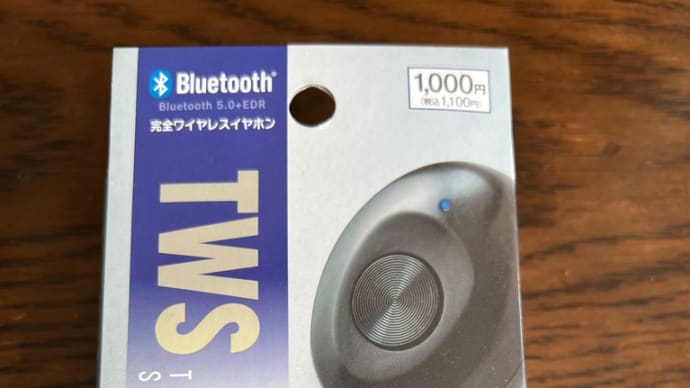 Bluetooth®
Bluetooth 5.0+EDR
完全ワイヤレスイヤホン
1,000円
(税込1,100円)
TWS
T
S